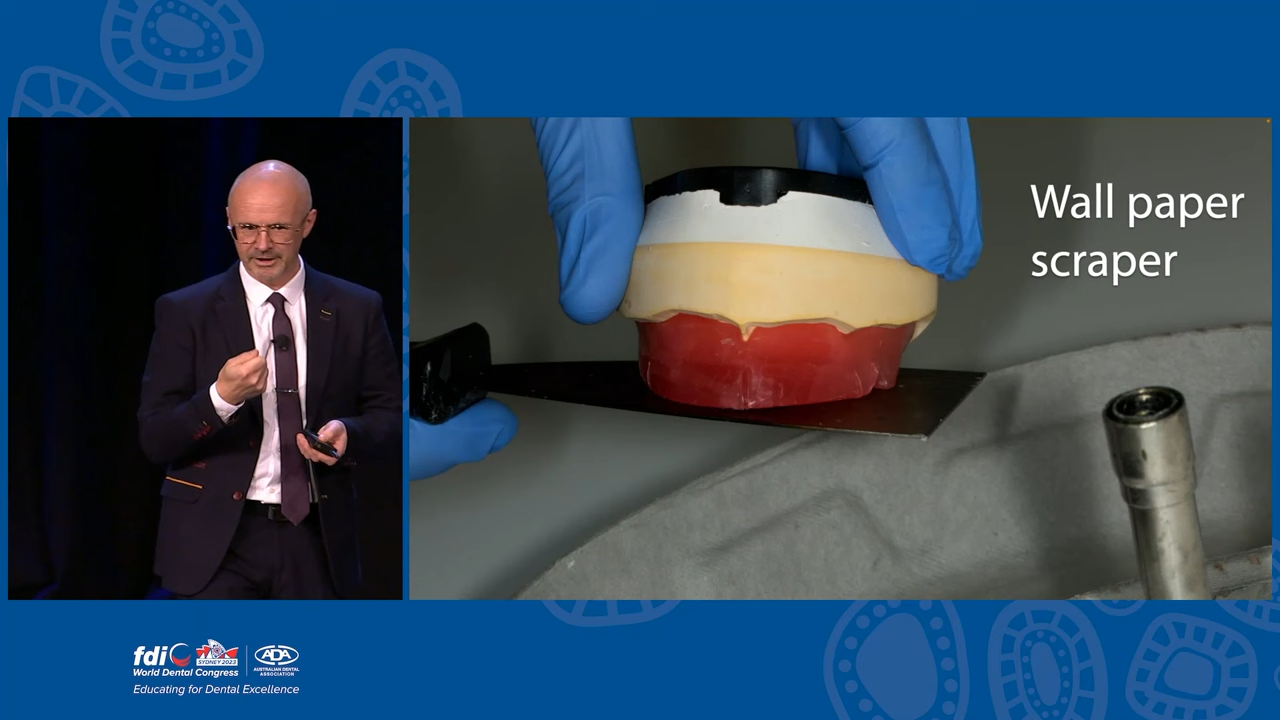 Wall paper
scraper
fdi
SYDNEY 2023
World Dental Congress
ADA
AUSTRALIAN DENTAL
ASSOCIATION
Educating for Dental Excellence